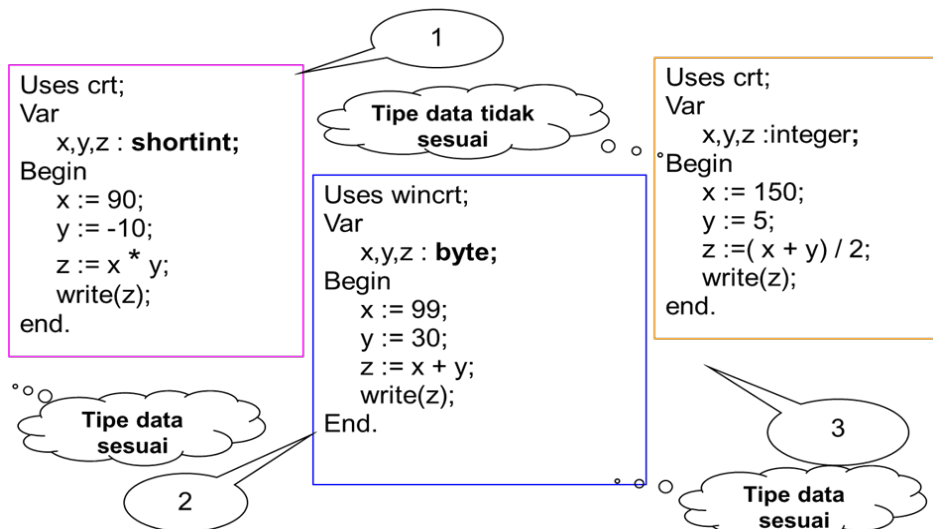 1
Uses crt;
Var
x,y,z : shortint;
Begin
x := 90;
y := -10;
z := x * y;
write(z);
end.
Tipe data tidak
sesuai
Uses wincrt;
Var
x,y,z : byte;
Begin
x := 99;
y := 30;
z := x + y;
write(z);
End.
Uses crt;
Var
x,y,z :integer;
Begin
x := 150;
y := 5;
z :=( x + y) / 2;
write(z);
end.
Tipe data
sesuai
2
3
Tipe data
sesuai